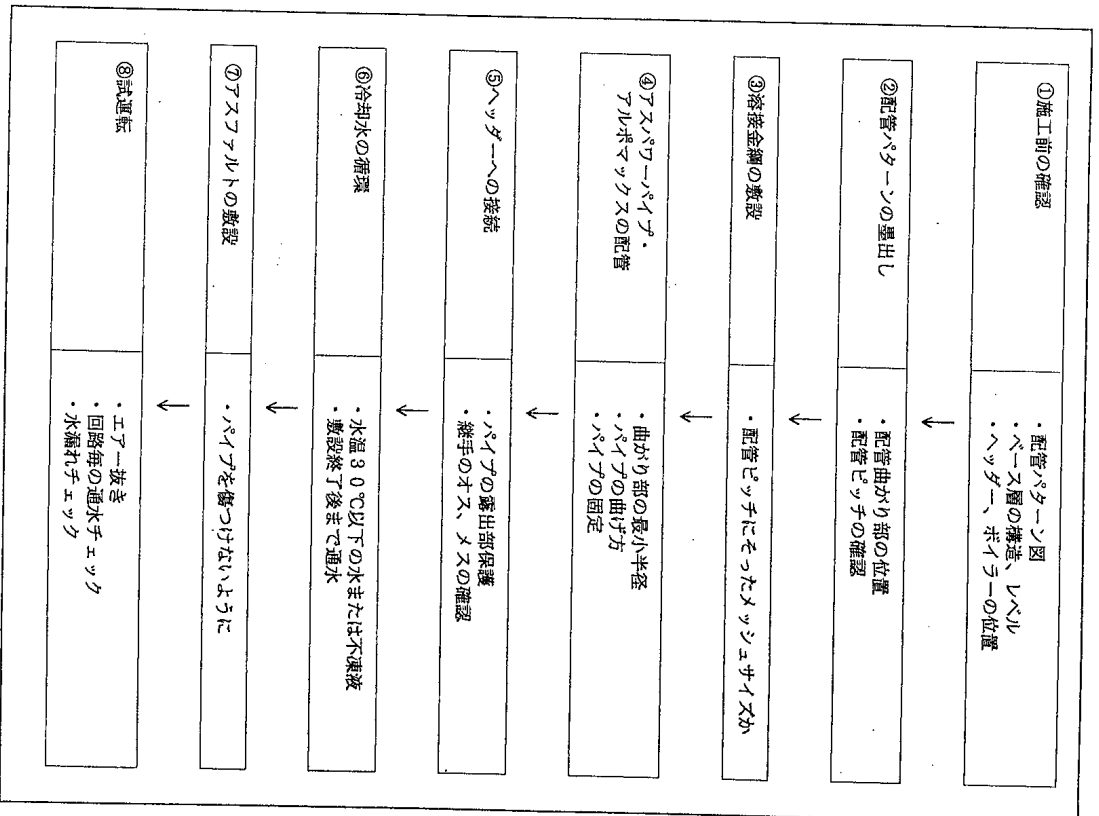 ①施工前の確認
・配管パターン図
・ベース層の構造、レベル
・ヘッダー、ボイラーの位置
↓
②配管パターンの墨出し
・配管曲がり部の位置
・配管ピッチの確認
↓
③溶接金網の敷設
・配管ピッチにそったメッシュサイズか
↓
④アスパワーパイプ・
アルポマックスの配管
・曲がり部の最小半径
・パイプの曲げ方
・パイプの固定
↓
⑤ヘッダーへの接続
・パイプの露出部保護
・継手のオス、メスの確認
↓
⑥冷却水の循環
・水温30℃以下の水または不凍液
・敷設終了後まで通水
↓
⑦アスファルトの敷設
・パイプを傷つけないように
↓
⑧試運転
・エアー抜き
・回路毎の通水チェック
・水漏れチェック